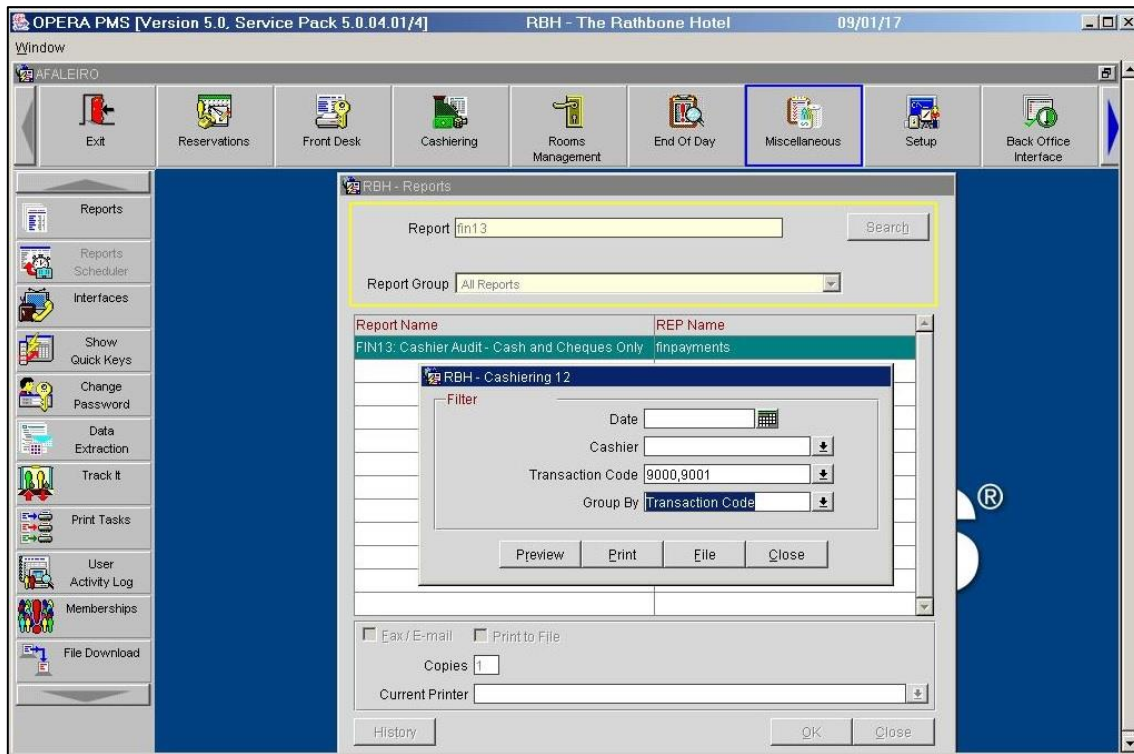 OPERA PMS [Version 5.0, Service Pack 5.0.04.01/4] RBH - The Rathbone Hotel 09/01/17
Window
AFALEIRO
Exit
Reservations
Front Desk
Cashiering
Rooms
Management
End Of Day
Miscellaneous
Setup
Back Office
Interface
Reports
Reports
Scheduler
Interfaces
Show
Quick Keys
Change
Password
Data
Extraction
Track It
Print Tasks
User
Activity Log
Memberships
File Download
RBH - Reports
Report fin13 Search
Report Group All Reports
Report Name REP Name
FIN13: Cashier Audit - Cash and Cheques Only finpayments
RBH - Cashiering 12
Filter
Date
Cashier
Transaction Code 9000,9001
Group By Transaction Code
Preview Print File Close
Fax / E-mail Print to File
Copies 1
Current Printer
History OK Close
S®